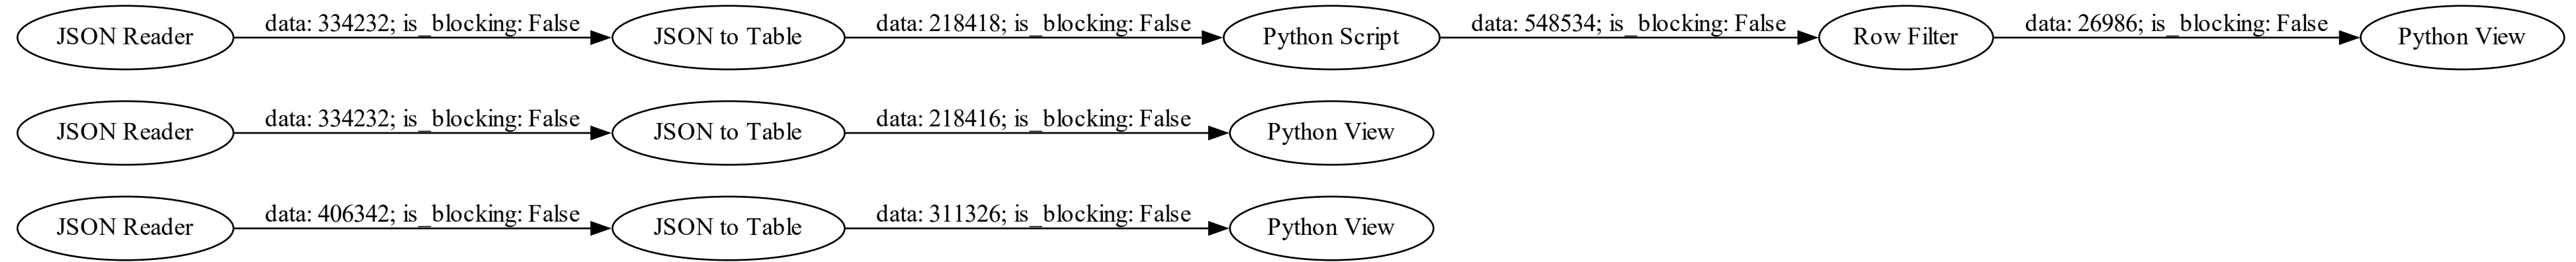 JSON Reader data: 334232; is_blocking: False JSON to Table data: 218418; is_blocking: False Python Script data: 548534; is_blocking: False Row Filter data: 26986; is_blocking: False Python View
JSON Reader data: 334232; is_blocking: False JSON to Table data: 218416; is_blocking: False Python View
JSON Reader data: 406342; is_blocking: False JSON to Table data: 311326; is_blocking: False Python View